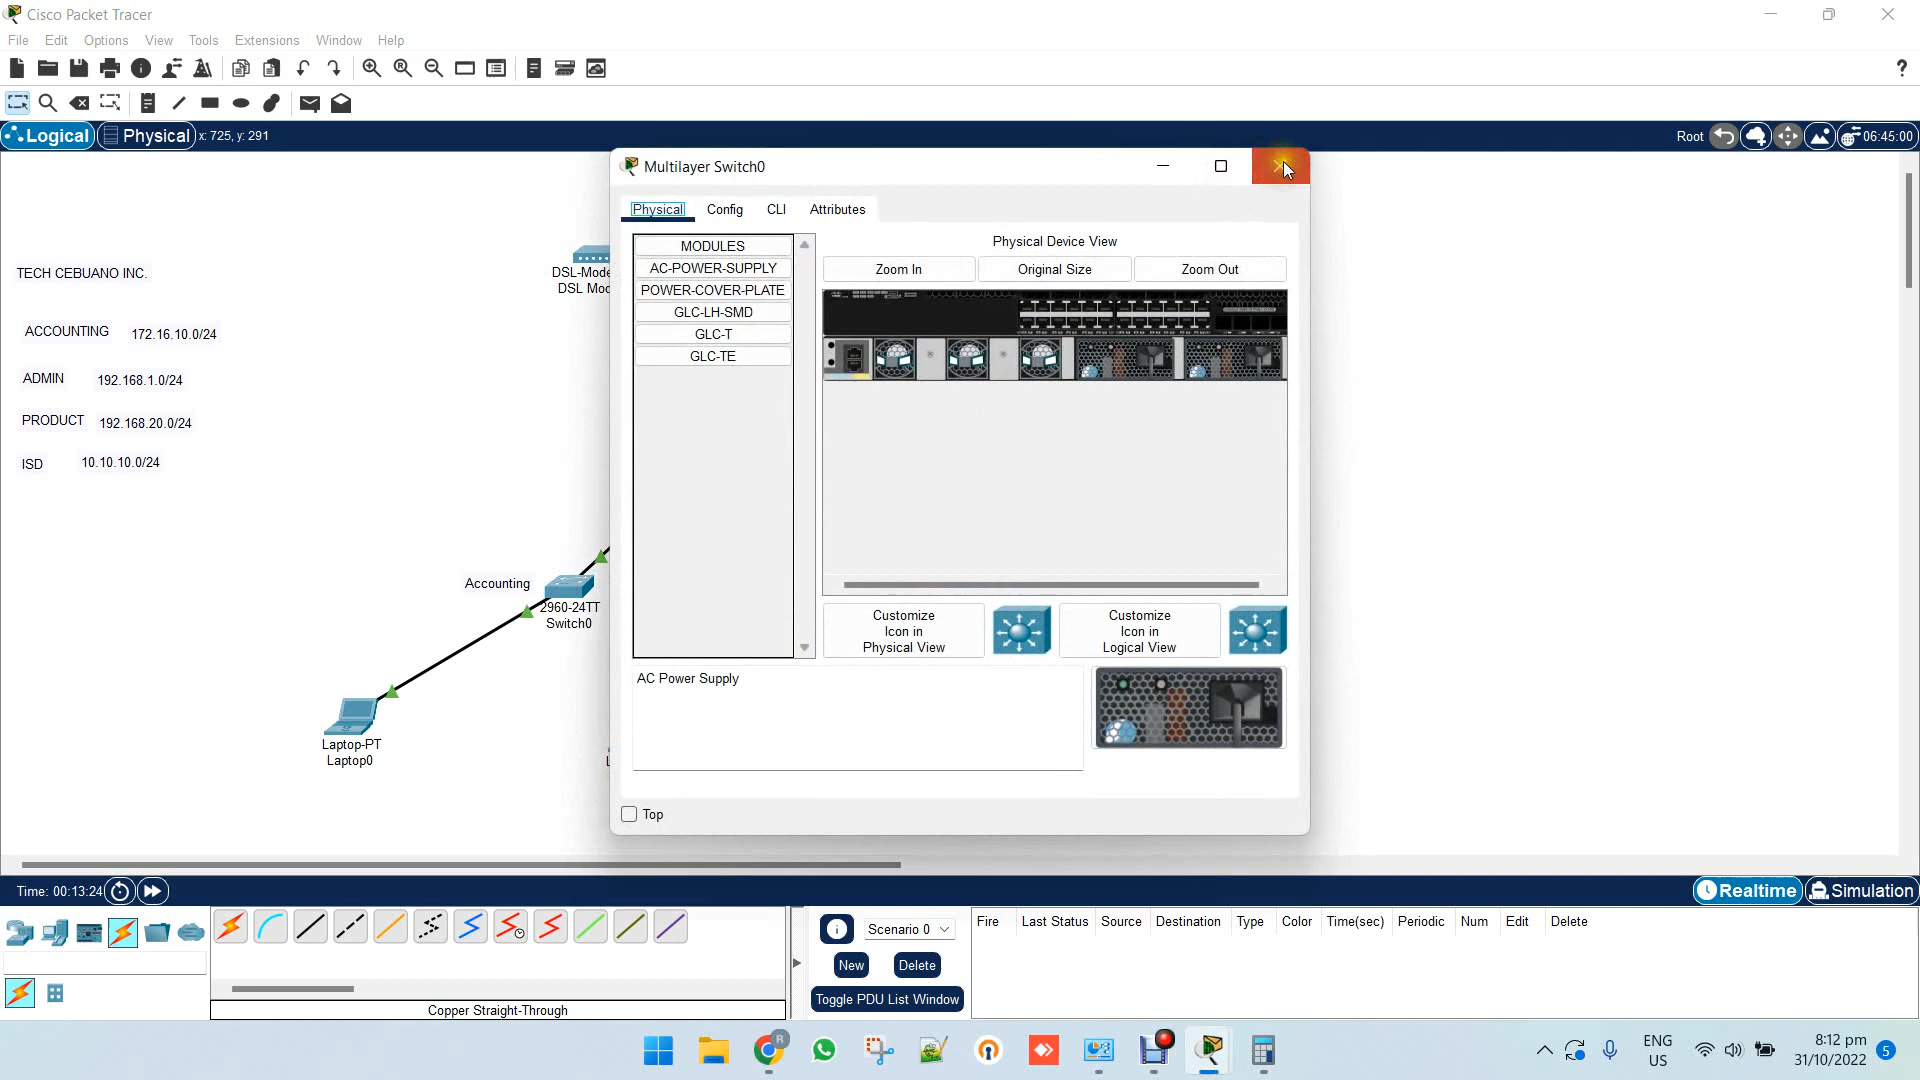 Cisco Packet Tracer
File Edit Options View Tools Extensions Window Help
?
Logical Physical x: 725, y: 291 Root 06:45:00
Multilayer Switch0
Physical Config CLI Attributes
MODULES
AC-POWER-SUPPLY
POWER-COVER-PLATE
GLC-LH-SMD
GLC-T
GLC-TE
Physical Device View
Zoom In Original Size Zoom Out
Customize
Icon in
Physical View
Customize
Icon in
Logical View
AC Power Supply
Top
TECH CEBUANO INC.
ACCOUNTING 172.16.10.0/24
ADMIN 192.168.1.0/24
PRODUCT 192.168.20.0/24
ISD 10.10.10.0/24
DSL-Mode
DSL Mod
Accounting
2960-24TT
Switch0
Laptop-PT
Laptop0
L
Time: 00:13:24 Realtime Simulation
Scenario 0
New Delete
Toggle PDU List Window
Fire Last Status Source Destination Type Color Time(sec) Periodic Num Edit Delete
Copper Straight-Through
R
ENG
US
8:12 pm
31/10/2022
5